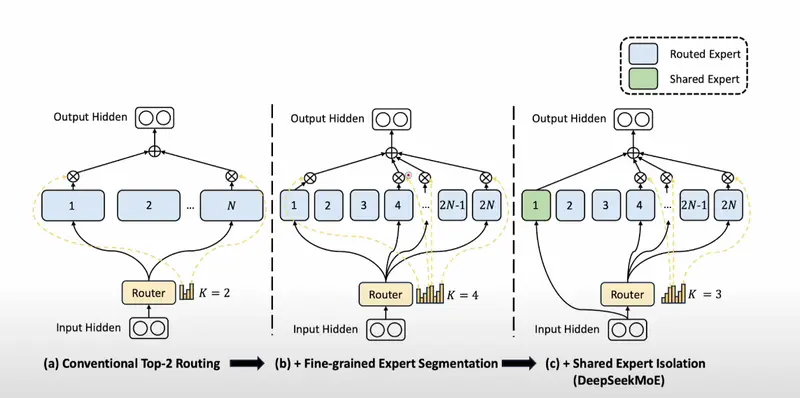 Routed Expert
Shared Expert
Output Hidden
1
2
...
N
Router
K = 2
Input Hidden
(a) Conventional Top-2 Routing
Output Hidden
1
2
3
4
...
2N-1
2N
Router
K = 4
Input Hidden
(b) + Fine-grained Expert Segmentation
Output Hidden
1
2
3
4
...
2N-1
2N
Router
K = 3
Input Hidden
(c) + Shared Expert Isolation
(DeepSeekMoE)